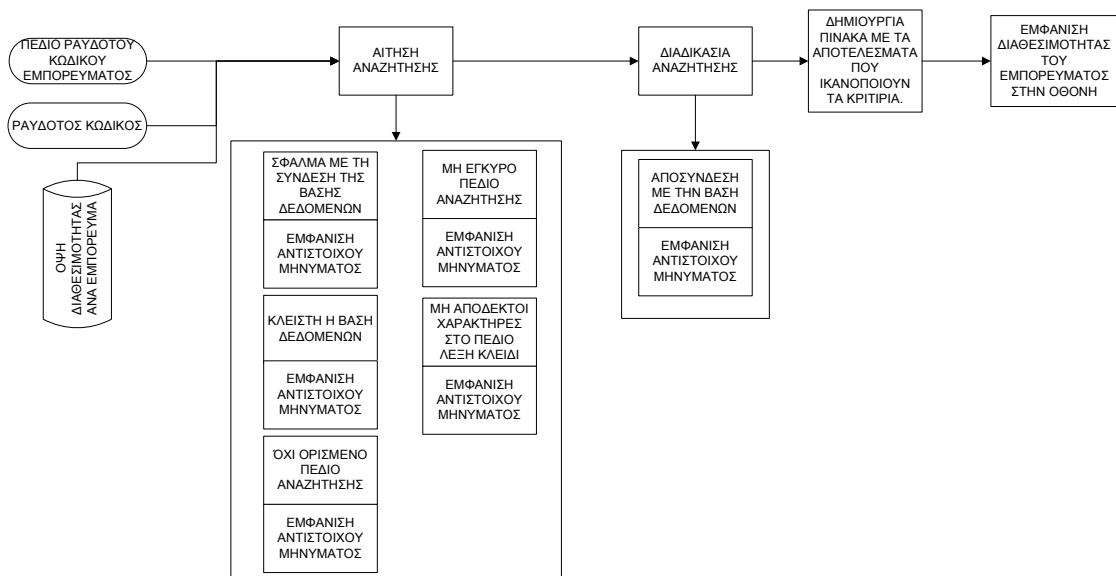 ΠΕΔΙΟ ΡΑΥΔΟΤΟΥ
ΚΩΔΙΚΟΥ
ΕΜΠΟΡΕΥΜΑΤΟΣ
ΡΑΥΔΟΤΟΣ ΚΩΔΙΚΟΣ
ΟΨΗ
ΔΙΑΘΕΣΙΜΟΤΗΤΑΣ
ΑΝΑ ΕΜΠΟΡΕΥΜΑ
ΑΙΤΗΣΗ
ΑΝΑΖΗΤΗΣΗΣ
ΔΙΑΔΙΚΑΣΙΑ
ΑΝΑΖΗΤΗΣΗΣ
ΔΗΜΙΟΥΡΓΙΑ
ΠΙΝΑΚΑ ΜΕ ΤΑ
ΑΠΟΤΕΛΕΣΜΑΤΑ
ΠΟΥ
ΙΚΑΝΟΠΟΙΟΥΝ
ΤΑ ΚΡΙΤΙΡΙΑ.
ΕΜΦΑΝΙΣΗ
ΔΙΑΘΕΣΙΜΟΤΗΤΑΣ
ΤΟΥ
ΕΜΠΟΡΕΥΜΑΤΟΣ
ΣΤΗΝ ΟΘΟΝΗ
ΣΦΑΛΜΑ ΜΕ ΤΗ
ΣΥΝΔΕΣΗ ΤΗΣ
ΒΑΣΗΣ
ΔΕΔΟΜΕΝΩΝ
ΕΜΦΑΝΙΣΗ
ΑΝΤΙΣΤΟΙΧΟΥ
ΜΗΝΥΜΑΤΟΣ
ΚΛΕΙΣΤΗ Η ΒΑΣΗ
ΔΕΔΟΜΕΝΩΝ
ΕΜΦΑΝΙΣΗ
ΑΝΤΙΣΤΟΙΧΟΥ
ΜΗΝΥΜΑΤΟΣ
ΌΧΙ ΟΡΙΣΜΕΝΟ
ΠΕΔΙΟ
ΑΝΑΖΗΤΗΣΗΣ
ΕΜΦΑΝΙΣΗ
ΑΝΤΙΣΤΟΙΧΟΥ
ΜΗΝΥΜΑΤΟΣ
ΜΗ ΕΓΚΥΡΟ
ΠΕΔΙΟ
ΑΝΑΖΗΤΗΣΗΣ
ΕΜΦΑΝΙΣΗ
ΑΝΤΙΣΤΟΙΧΟΥ
ΜΗΝΥΜΑΤΟΣ
ΜΗ ΑΠΟΔΕΚΤΟΙ
ΧΑΡΑΚΤΗΡΕΣ
ΣΤΟ ΠΕΔΙΟ
ΛΕΞΗ ΚΛΕΙΔΙ
ΕΜΦΑΝΙΣΗ
ΑΝΤΙΣΤΟΙΧΟΥ
ΜΗΝΥΜΑΤΟΣ
ΑΠΟΣΥΝΔΕΣΗ
ΜΕ ΤΗΝ ΒΑΣΗ
ΔΕΔΟΜΕΝΩΝ
ΕΜΦΑΝΙΣΗ
ΑΝΤΙΣΤΟΙΧΟΥ
ΜΗΝΥΜΑΤΟΣ